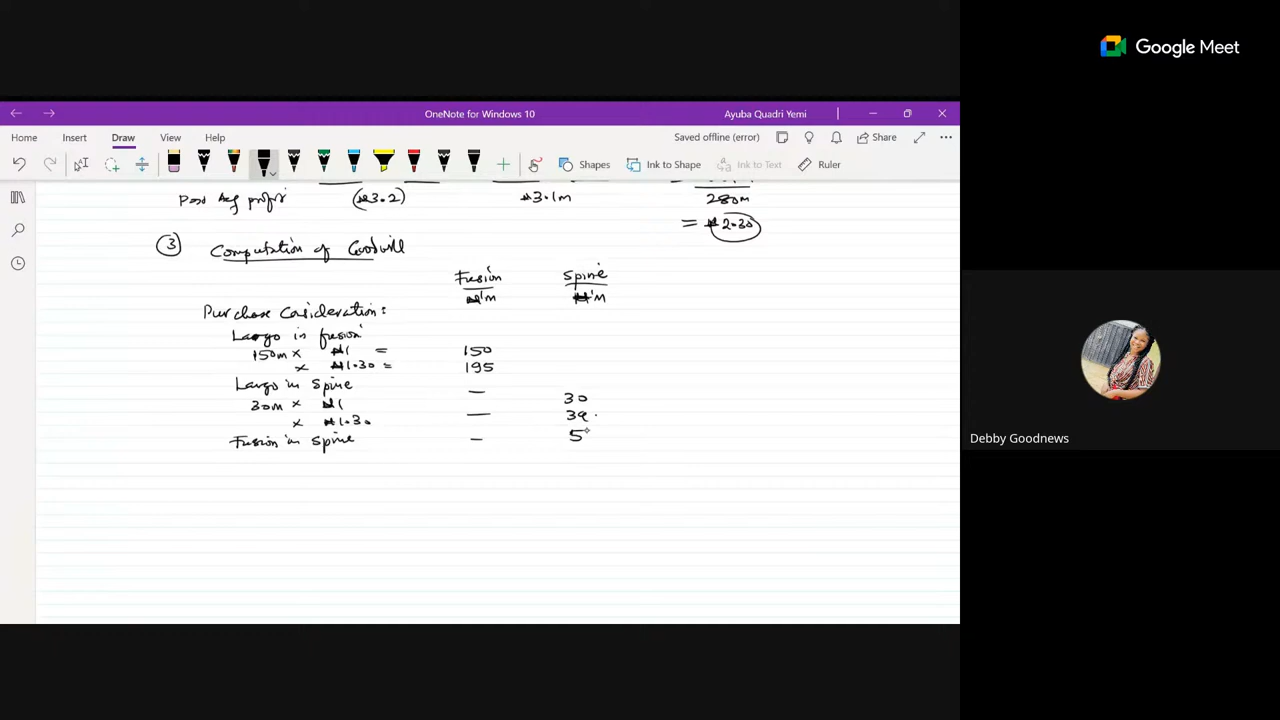 Google Meet
OneNote for Windows 10
Ayuba Quadri Yemi
Home Insert Draw View Help
Saved offline (error)
Share
Shapes
Ink to Shape
Ink to Text
Ruler
Post Acq profit (₦3.2) ₦3.1m
= 280m
= ₦2.30
③ Computation of Goodwill
Fusion Spine
₦'m ₦'m
Purchase Consideration:
Largo in fusion
150m × ₦1 = 150
× ₦1.30 = 195
Largo in Spine —
30m × ₦1 30
× ₦1.30 — 39.
Fusion in Spine — 5
Debby Goodnews